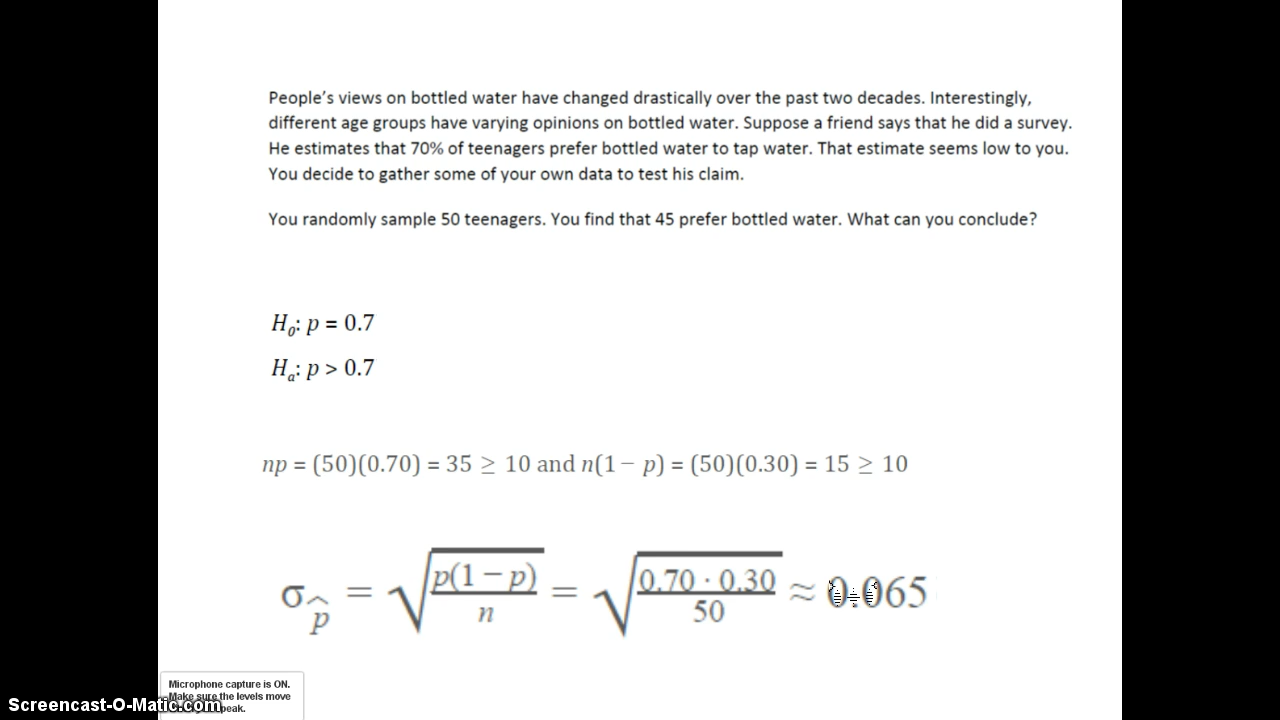 People's views on bottled water have changed drastically over the past two decades. Interestingly,
different age groups have varying opinions on bottled water. Suppose a friend says that he did a survey.
He estimates that 70% of teenagers prefer bottled water to tap water. That estimate seems low to you.
You decide to gather some of your own data to test his claim.
You randomly sample 50 teenagers. You find that 45 prefer bottled water. What can you conclude?
H₀: p = 0.7
Hₐ: p > 0.7
np = (50)(0.70) = 35 ≥ 10 and n(1 − p) = (50)(0.30) = 15 ≥ 10
σ_p̂ = √(p(1 − p)/n) = √(0.70 · 0.30/50) ≈ 0.065
Microphone capture is ON.
Make sure the levels move
peak.
Screencast-O-Matic.com